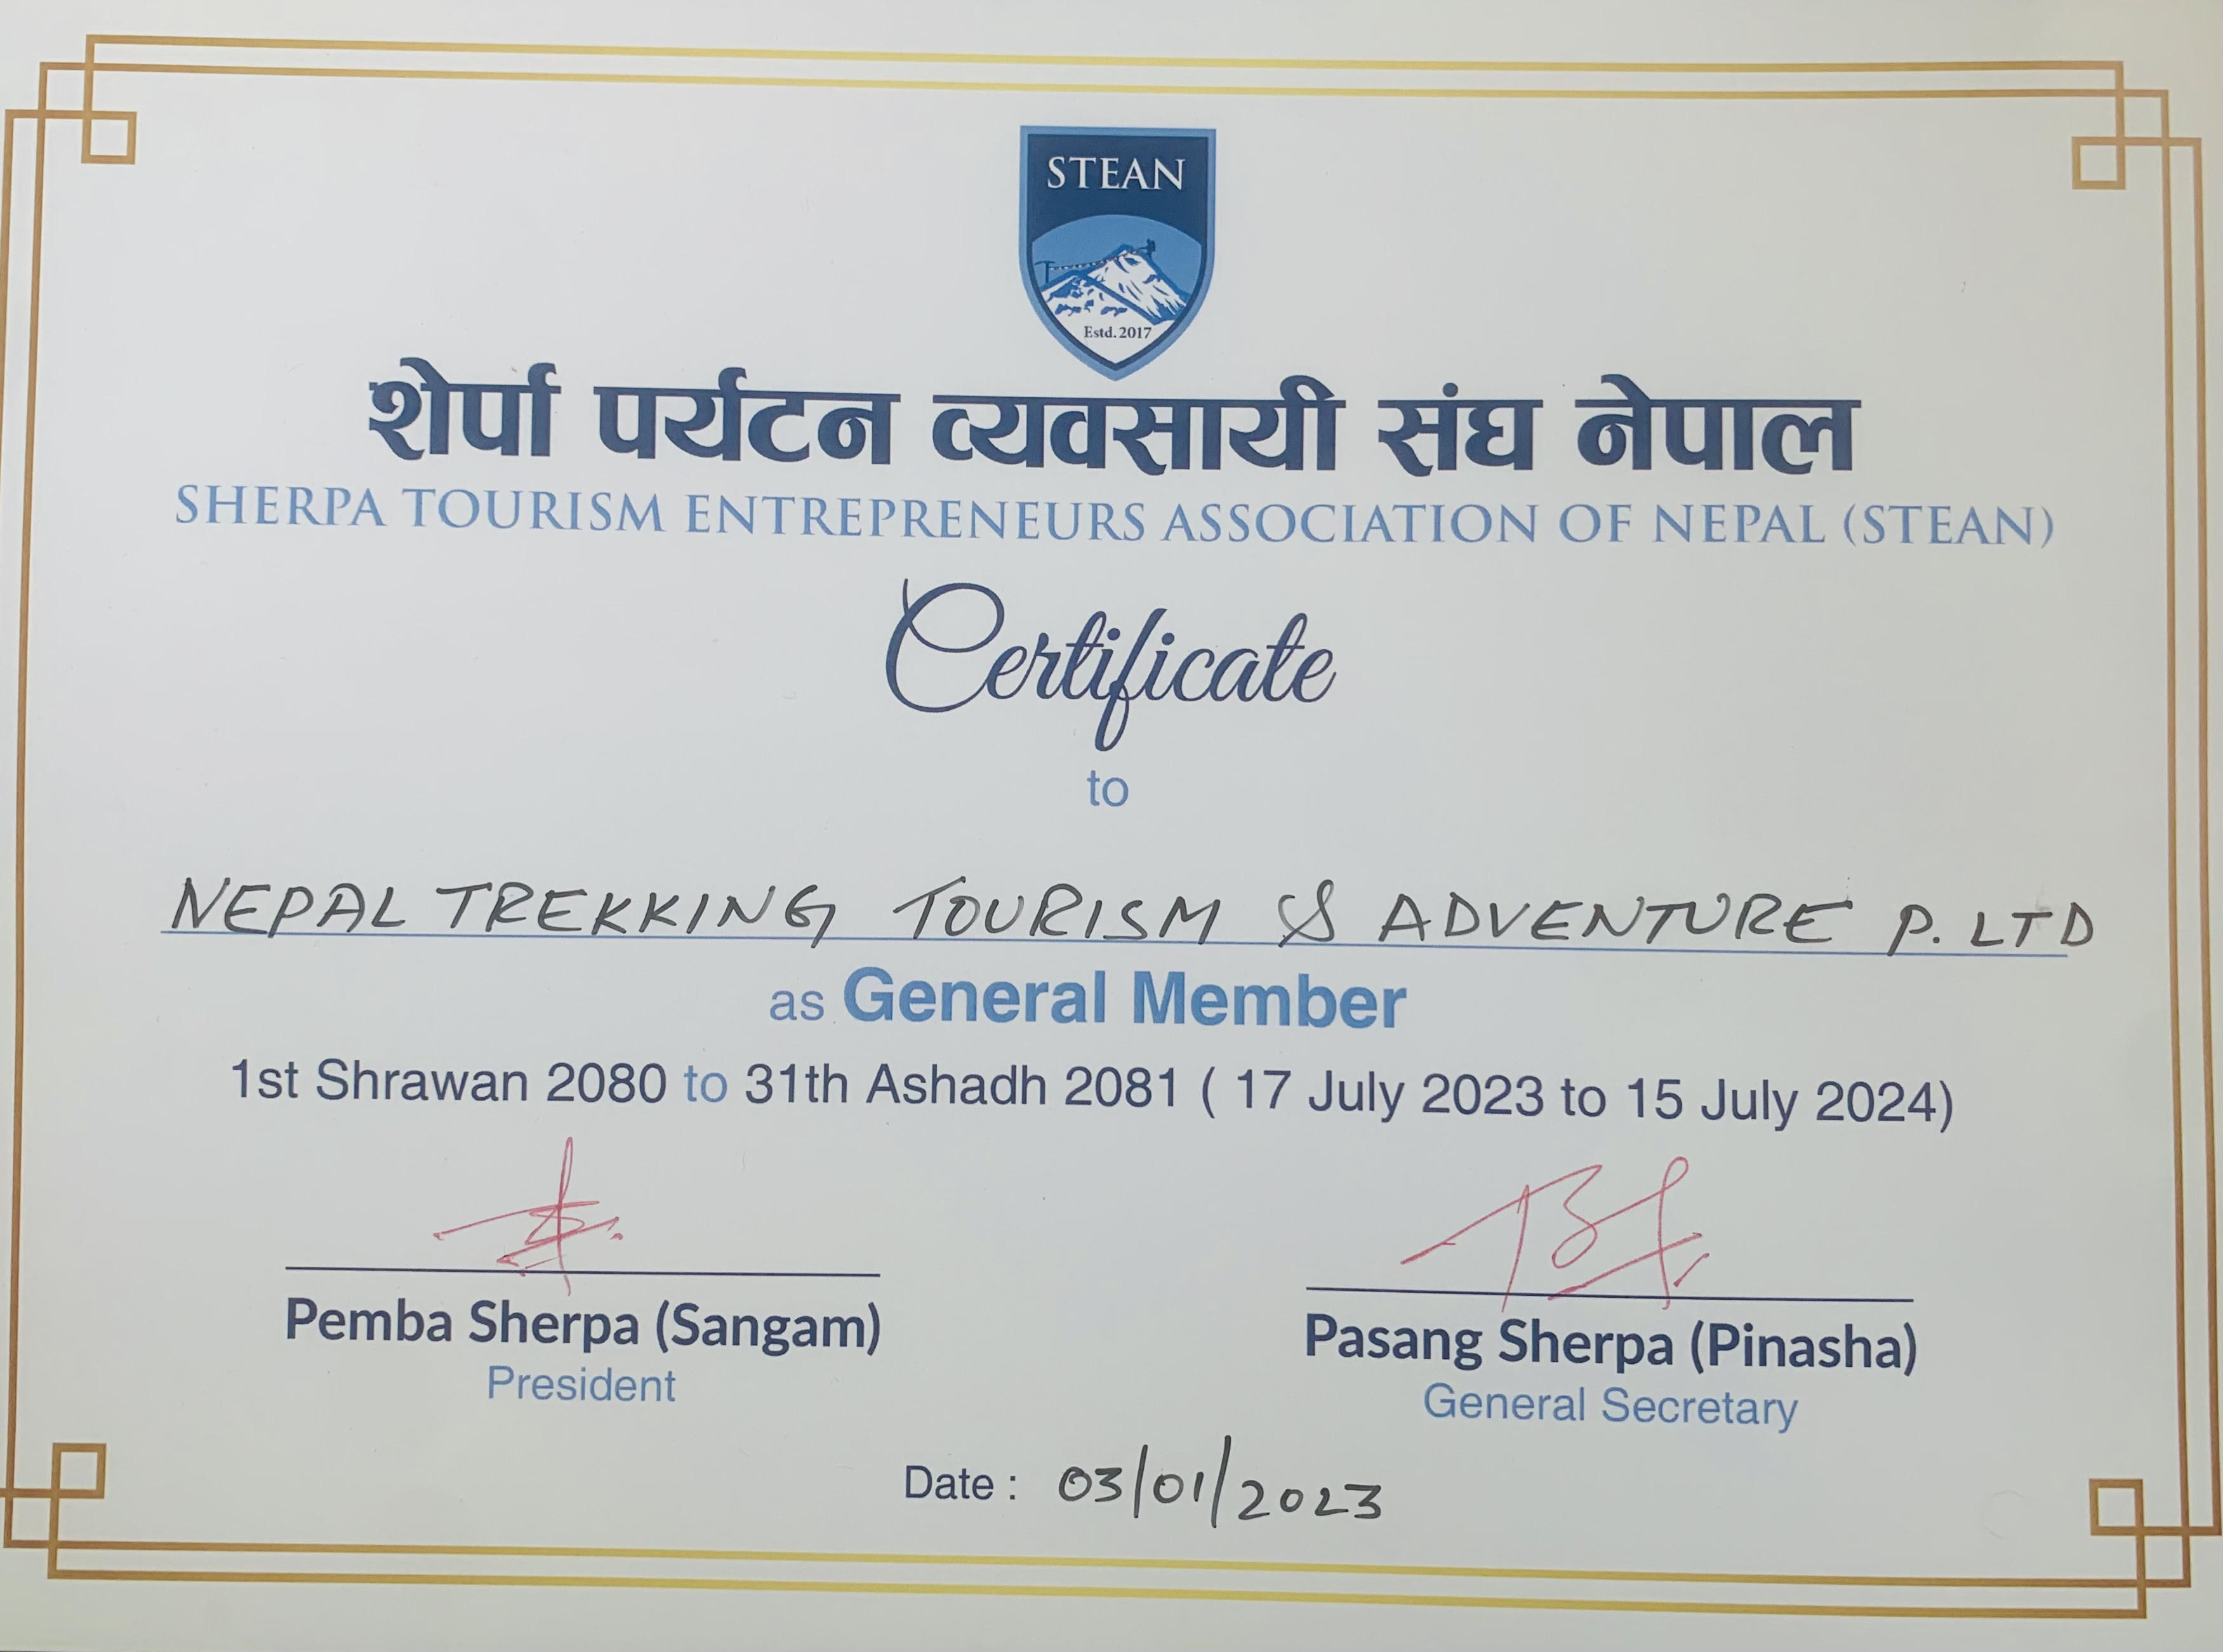 STEAN
Estd. 2017
शेर्पा पर्यटन व्यवसायी संघ नेपाल
SHERPA TOURISM ENTREPRENEURS ASSOCIATION OF NEPAL (STEAN)
Certificate
to
NEPAL TREKKING TOURISM & ADVENTURE P. LTD
as General Member
1st Shrawan 2080 to 31th Ashadh 2081 ( 17 July 2023 to 15 July 2024)
Pemba Sherpa (Sangam)
President
Pasang Sherpa (Pinasha)
General Secretary
Date : 03/01/2023